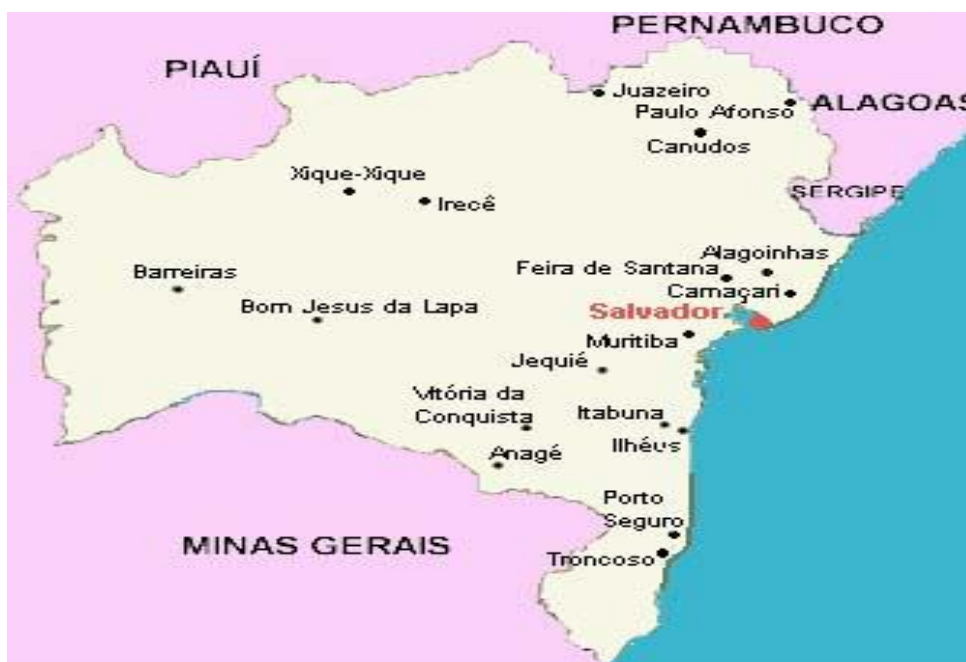 PERNAMBUCO
PIAUÍ
Juazeiro
Paulo Afonso
ALAGOAS
Canudos
Xique-Xique
Irecê
SERGIPE
Alagoinhas
Feira de Santana
Barreiras
Camaçari
Bom Jesus da Lapa
Salvador
Muritiba
Jequié
Vitória da
Conquista
Itabuna
Ilhéus
Anagé
Porto
Seguro
MINAS GERAIS
Troncoso